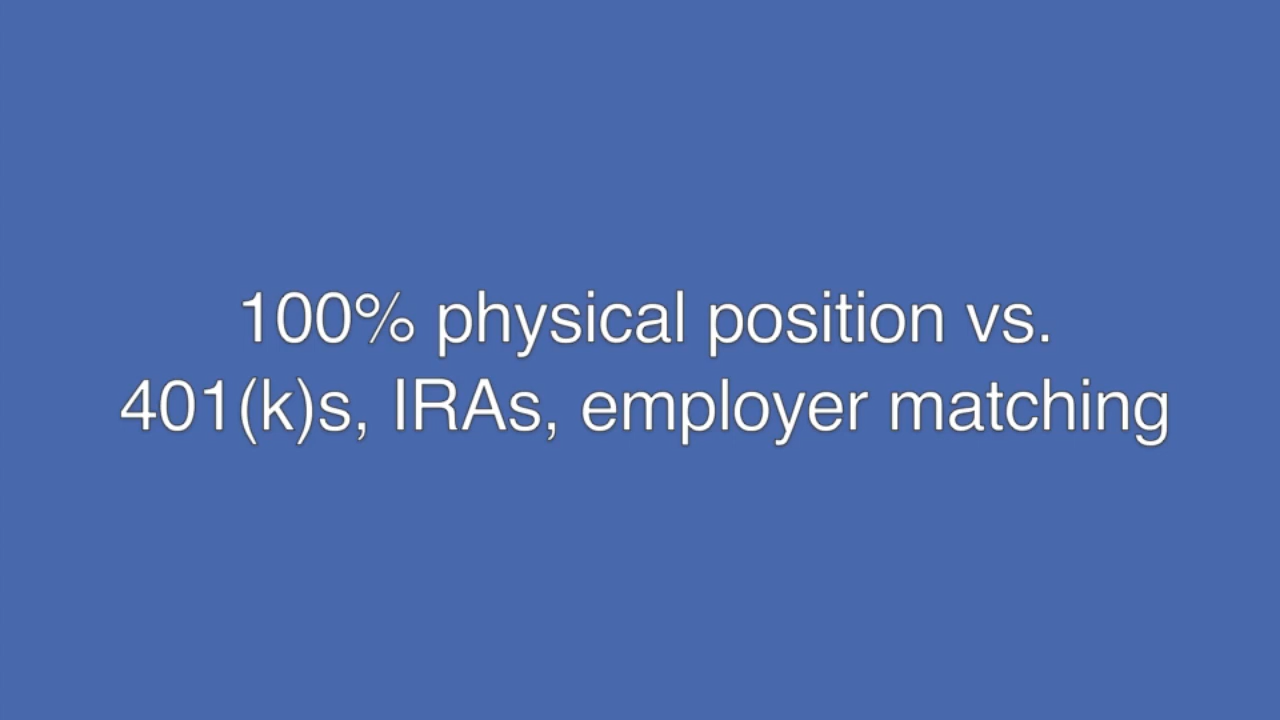 100% physical position vs.
401(k)s, IRAs, employer matching